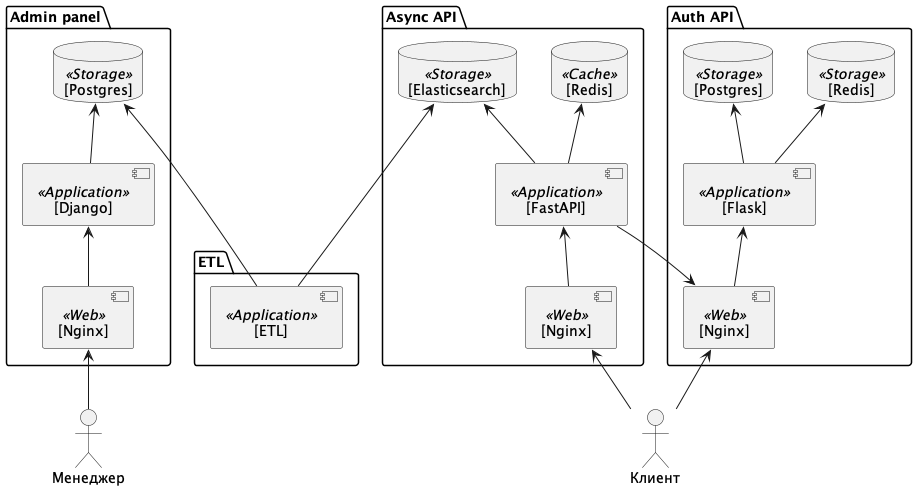 Admin panel
«Storage»
[Postgres]
«Application»
[Django]
«Web»
[Nginx]
Менеджер
ETL
«Application»
[ETL]
Async API
«Storage»
[Elasticsearch]
«Cache»
[Redis]
«Application»
[FastAPI]
«Web»
[Nginx]
Auth API
«Storage»
[Postgres]
«Storage»
[Redis]
«Application»
[Flask]
«Web»
[Nginx]
Клиент